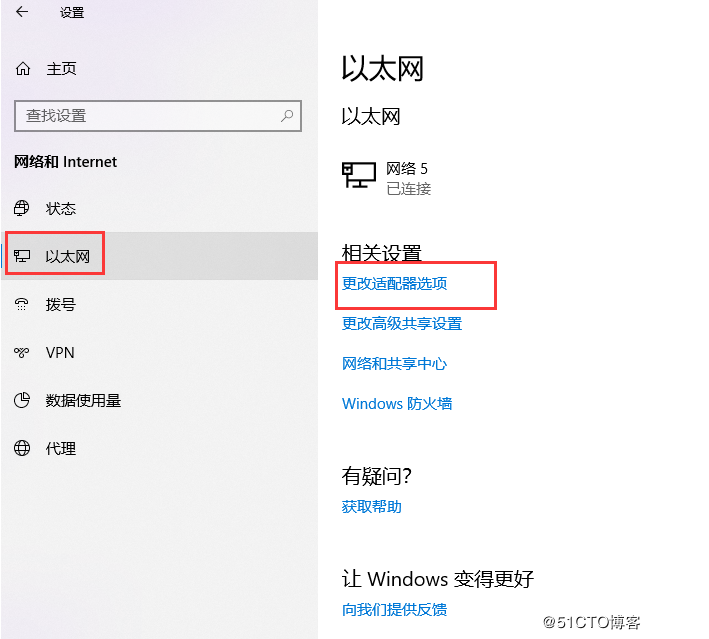 设置
主页
查找设置
网络和 Internet
状态
以太网
拨号
VPN
数据使用量
代理
以太网
以太网
网络 5
已连接
相关设置
更改适配器选项
更改高级共享设置
网络和共享中心
Windows 防火墙
有疑问?
获取帮助
让 Windows 变得更好
向我们提供反馈
@51CTO博客